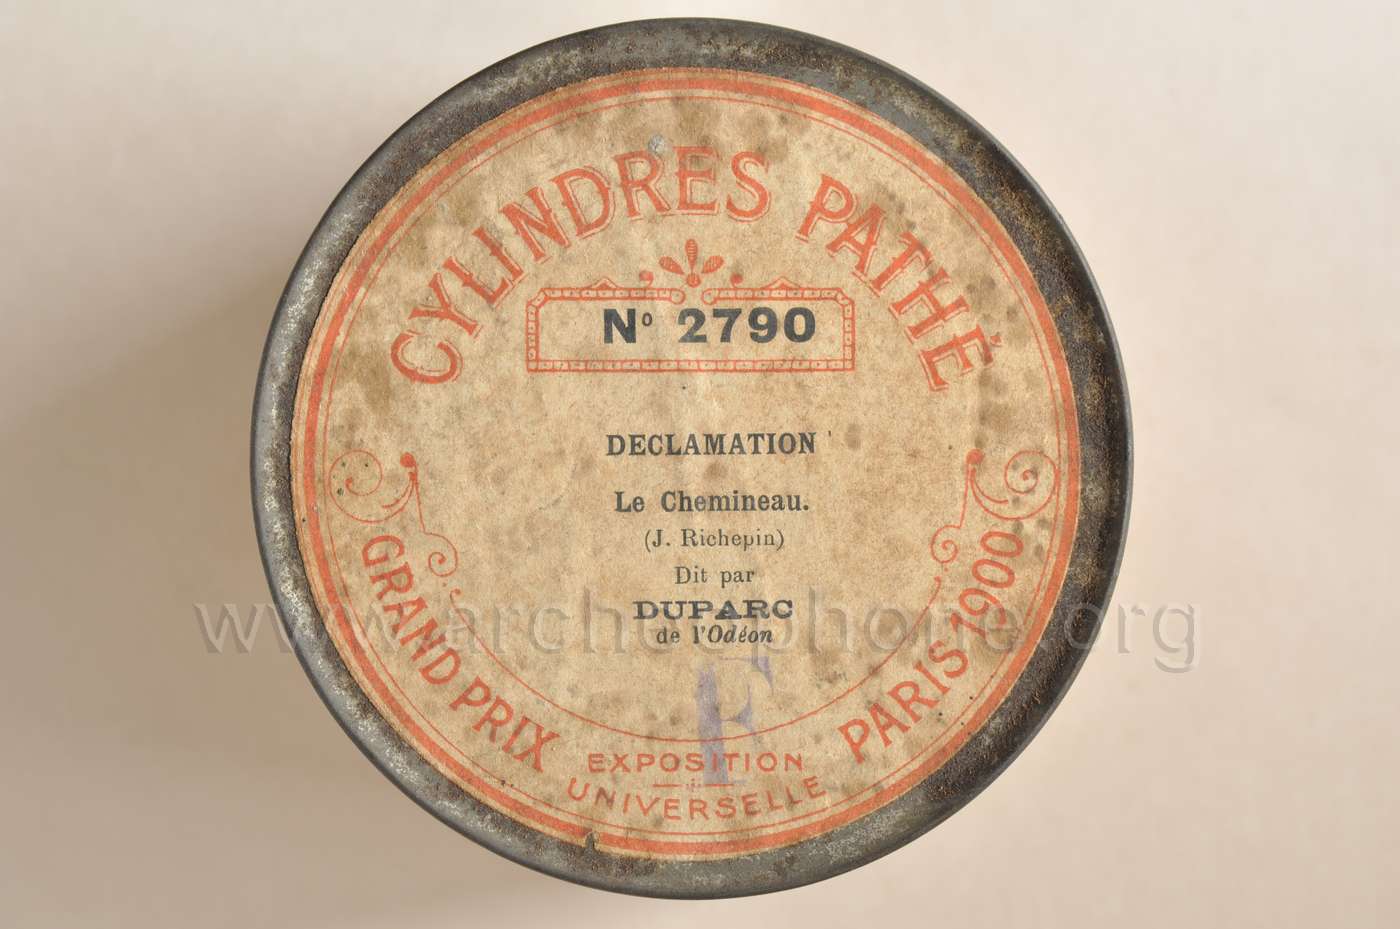 CYLINDRES PATHÉ
Nº 2790
DECLAMATION
Le Chemineau.
(J. Richepin)
Dit par
DUPARC
de l'Odéon
F
GRAND PRIX
EXPOSITION
UNIVERSELLE
PARIS 1900
www.archeophone.org